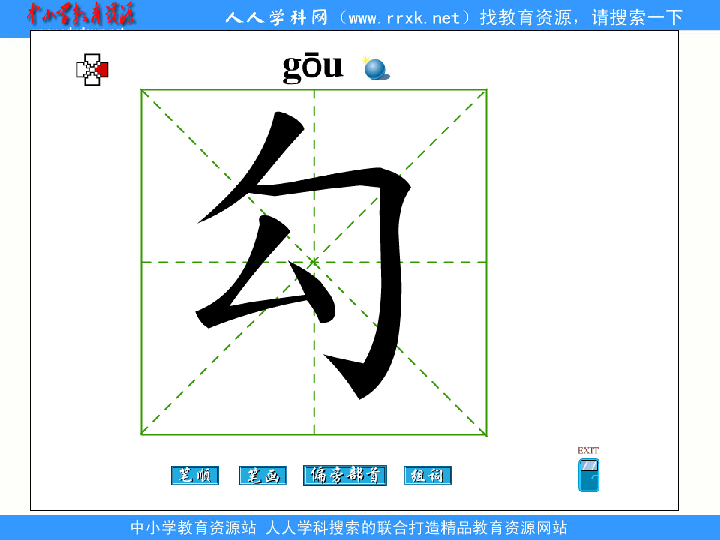 中小学教育资源 人人学科网（www.rrxk.net）找教育资源，请搜索一下
gōu
勾
EXIT
笔顺 笔画 偏旁部首 组词
中小学教育资源站 人人学科搜索的联合打造精品教育资源网站